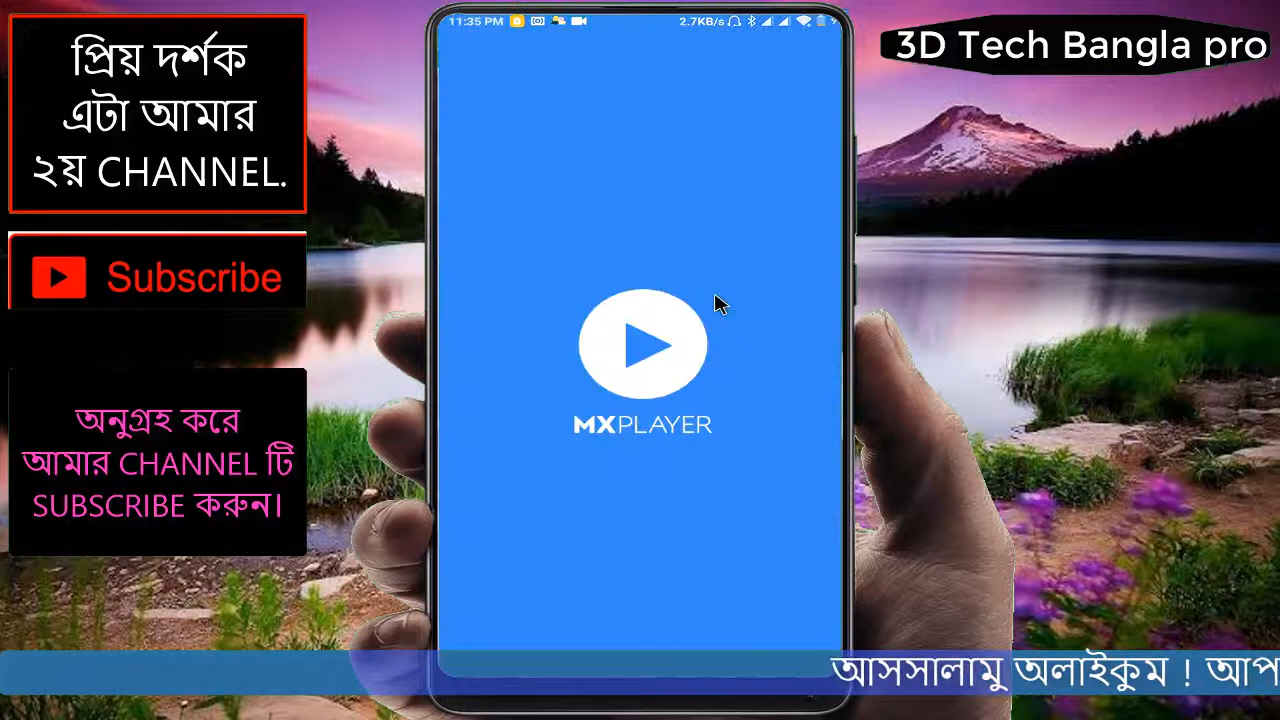 11:35 PM
2.7KB/s
3D Tech Bangla pro
প্রিয় দর্শক
এটা আমার
২য় CHANNEL.
Subscribe
অনুগ্রহ করে
আমার CHANNEL টি
SUBSCRIBE করুন।
MXPLAYER
আসসালামু অলাইকুম ! আপ